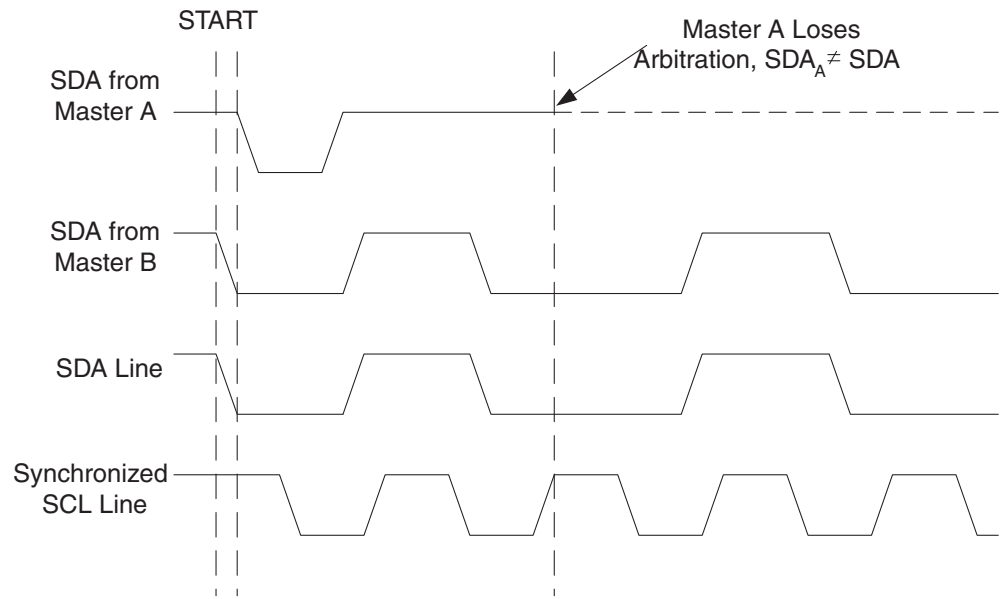 START
Master A Loses
Arbitration, SDA_A ≠ SDA
SDA from
Master A
SDA from
Master B
SDA Line
Synchronized
SCL Line